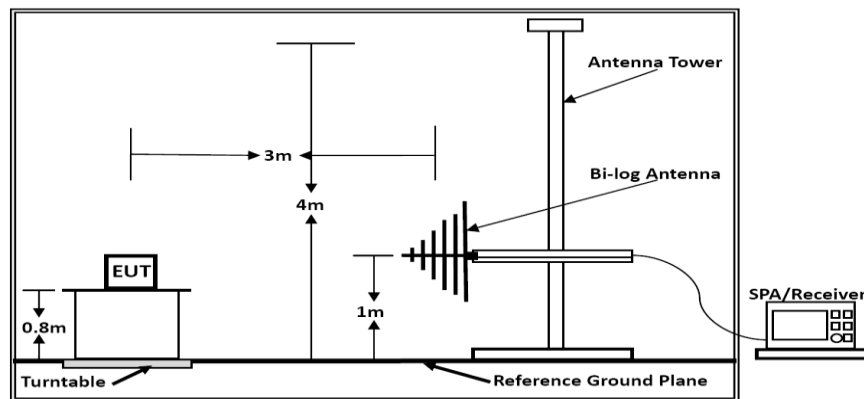 Antenna Tower
3m
Bi-log Antenna
4m
EUT
SPA/Receiver
0.8m
1m
Turntable
Reference Ground Plane